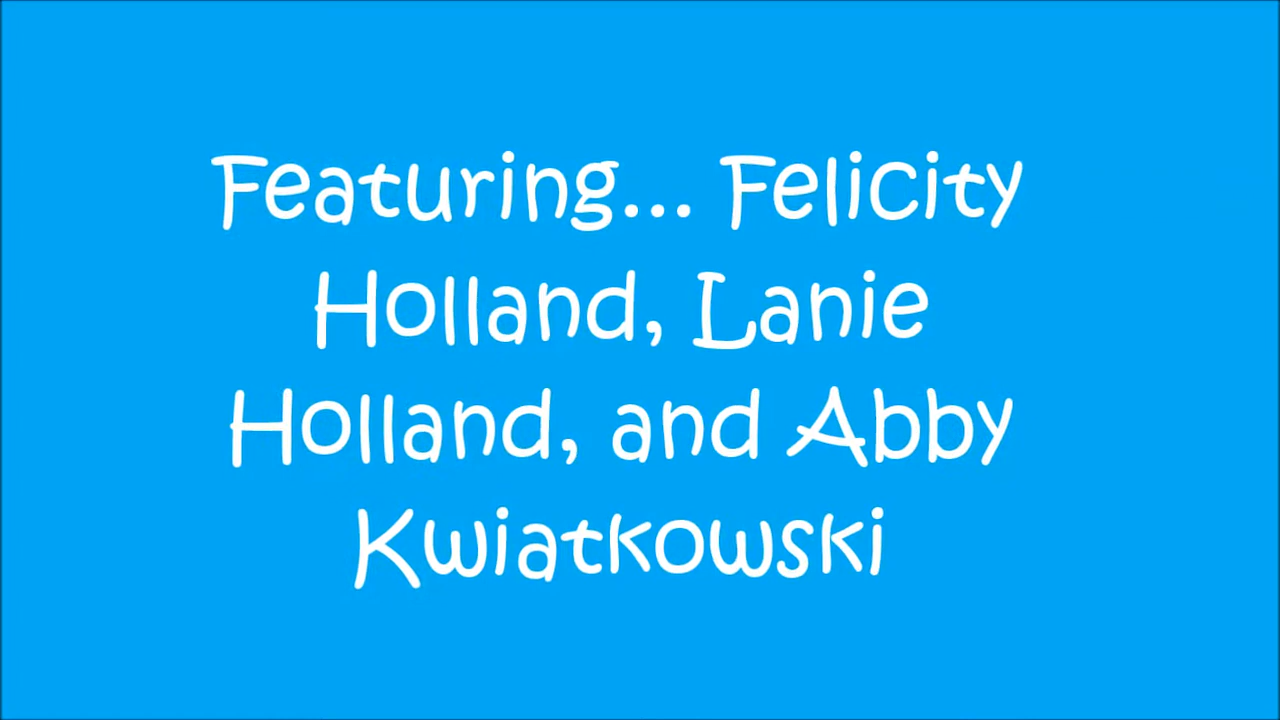 Featuring... Felicity
Holland, Lanie
Holland, and Abby
Kwiatkowski